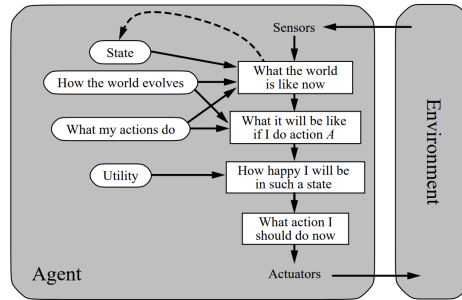 Sensors
State
What the world
is like now
How the world evolves
What my actions do
What it will be like
if I do action A
Utility
How happy I will be
in such a state
What action I
should do now
Agent
Actuators
Environment